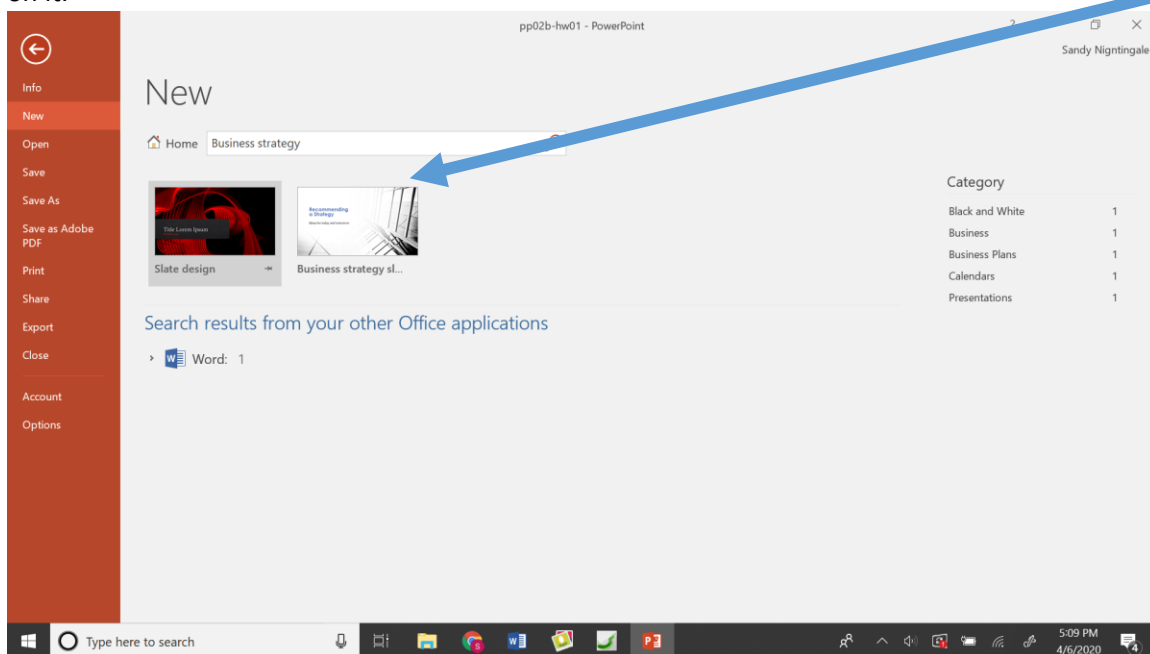 on it.
pp02b-hw01 - PowerPoint
?
Sandy Nigntingale
Info
New
Open
Save
Save As
Save as Adobe
PDF
Print
Share
Export
Close
Account
Options
New
Home
Business strategy
Title Lorem Ipsum
Slate design
Recommending
a Strategy
Business strategy sl...
Search results from your other Office applications
Word: 1
Category
Black and White 1
Business 1
Business Plans 1
Calendars 1
Presentations 1
Type here to search
5:09 PM
4/6/2020
4